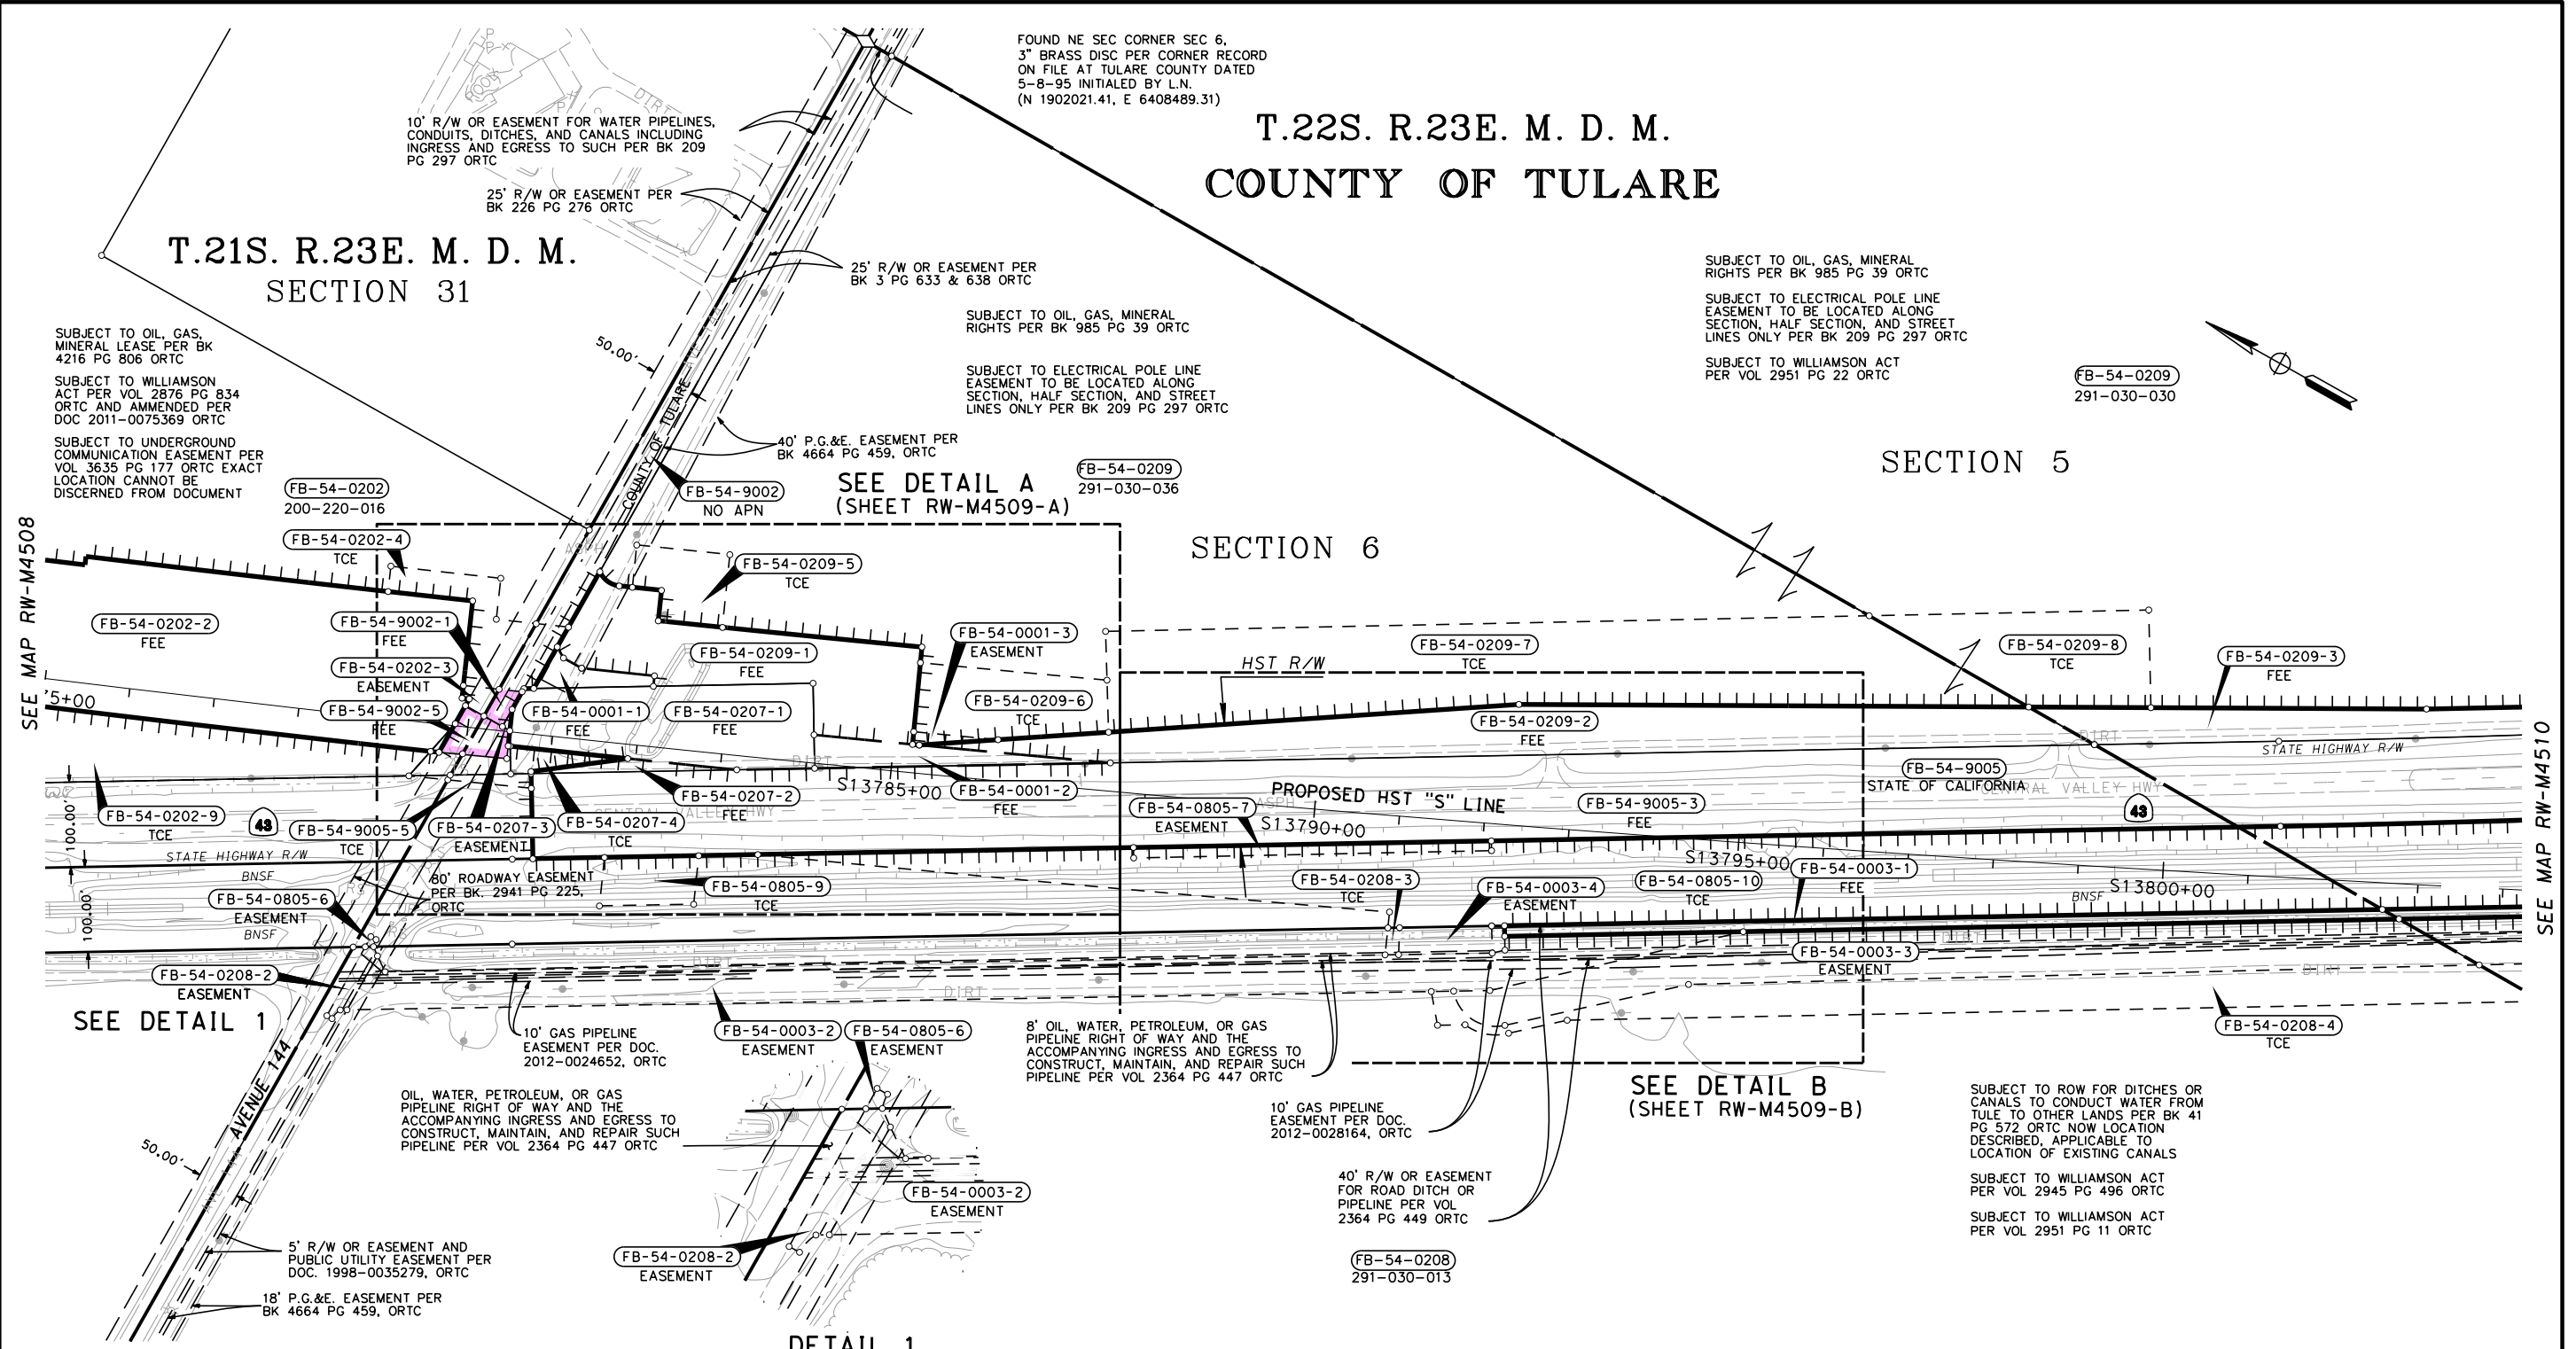 FOUND NE SEC CORNER SEC 6,
3" BRASS DISC PER CORNER RECORD
ON FILE AT TULARE COUNTY DATED
5-8-95 INITIALED BY L.N.
(N 1902021.41, E 6408489.31)
T.22S. R.23E. M. D. M.
COUNTY OF TULARE
POOL
P
P
P
DIRT
10' R/W OR EASEMENT FOR WATER PIPELINES,
CONDUITS, DITCHES, AND CANALS INCLUDING
INGRESS AND EGRESS TO SUCH PER BK 209
PG 297 ORTC
25' R/W OR EASEMENT PER
BK 226 PG 276 ORTC
T.21S. R.23E. M. D. M.
SECTION 31
25' R/W OR EASEMENT PER
BK 3 PG 633 & 638 ORTC
SUBJECT TO OIL, GAS, MINERAL
RIGHTS PER BK 985 PG 39 ORTC
SUBJECT TO ELECTRICAL POLE LINE
EASEMENT TO BE LOCATED ALONG
SECTION, HALF SECTION, AND STREET
LINES ONLY PER BK 209 PG 297 ORTC
SUBJECT TO OIL, GAS, MINERAL
RIGHTS PER BK 985 PG 39 ORTC
SUBJECT TO ELECTRICAL POLE LINE
EASEMENT TO BE LOCATED ALONG
SECTION, HALF SECTION, AND STREET
LINES ONLY PER BK 209 PG 297 ORTC
SUBJECT TO WILLIAMSON ACT
PER VOL 2951 PG 22 ORTC
FB-54-0209
291-030-030
SUBJECT TO OIL, GAS,
MINERAL LEASE PER BK
4216 PG 806 ORTC
SUBJECT TO WILLIAMSON
ACT PER VOL 2876 PG 834
ORTC AND AMMENDED PER
DOC 2011-0075369 ORTC
SUBJECT TO UNDERGROUND
COMMUNICATION EASEMENT PER
VOL 3635 PG 177 ORTC EXACT
LOCATION CANNOT BE
DISCERNED FROM DOCUMENT
50.00'
COUNTY OF TULARE
40' P.G.&E. EASEMENT PER
BK 4664 PG 459, ORTC
FB-54-9002
NO APN
SEE DETAIL A
(SHEET RW-M4509-A)
FB-54-0209
291-030-036
SECTION 5
SECTION 6
FB-54-0202
200-220-016
FB-54-0202-4
TCE
SEE MAP RW-M4508
FB-54-0209-5
TCE
FB-54-0202-2
FEE
FB-54-9002-1
FEE
FB-54-0202-3
EASEMENT
FB-54-9002-5
FEE
5+00
FB-54-0209-1
FEE
FB-54-0001-3
EASEMENT
FB-54-0001-1
FEE
FB-54-0207-1
FEE
FB-54-0209-6
TCE
HST R/W
FB-54-0209-7
TCE
FB-54-0209-8
TCE
FB-54-0209-3
FEE
FB-54-0209-2
FEE
DIRT
DIRT
STATE HIGHWAY R/W
SEE MAP RW-M4510
FB-54-9005
STATE OF CALIFORNIA
CENTRAL VALLEY HWY
43
S13785+00
FB-54-0001-2
FEE
FB-54-0207-2
FEE
CENTRAL VALLEY HWY
PROPOSED HST "S" LINE
ASPH
FB-54-0805-7
EASEMENT
S13790+00
FB-54-9005-3
FEE
FB-54-0202-9
TCE
100.00'
43
FB-54-9005-5
TCE
FB-54-0207-3
EASEMENT
FB-54-0207-4
TCE
STATE HIGHWAY R/W
BNSF
80' ROADWAY EASEMENT
PER BK. 2941 PG 225,
ORTC
FB-54-0805-9
TCE
S13795+00
FB-54-0208-3
TCE
FB-54-0003-4
EASEMENT
FB-54-0805-10
TCE
FB-54-0003-1
FEE
S13800+00
BNSF
FB-54-0805-6
EASEMENT
100.00'
BNSF
FB-54-0003-3
EASEMENT
FB-54-0208-2
EASEMENT
DIRT
DIRT
DIRT
SEE DETAIL 1
AVENUE 144
10' GAS PIPELINE
EASEMENT PER DOC.
2012-0024652, ORTC
FB-54-0003-2
EASEMENT
FB-54-0805-6
EASEMENT
8' OIL, WATER, PETROLEUM, OR GAS
PIPELINE RIGHT OF WAY AND THE
ACCOMPANYING INGRESS AND EGRESS TO
CONSTRUCT, MAINTAIN, AND REPAIR SUCH
PIPELINE PER VOL 2364 PG 447 ORTC
FB-54-0208-4
TCE
SEE DETAIL B
(SHEET RW-M4509-B)
OIL, WATER, PETROLEUM, OR GAS
PIPELINE RIGHT OF WAY AND THE
ACCOMPANYING INGRESS AND EGRESS TO
CONSTRUCT, MAINTAIN, AND REPAIR SUCH
PIPELINE PER VOL 2364 PG 447 ORTC
10' GAS PIPELINE
EASEMENT PER DOC.
2012-0028164, ORTC
SUBJECT TO ROW FOR DITCHES OR
CANALS TO CONDUCT WATER FROM
TULE TO OTHER LANDS PER BK 41
PG 572 ORTC NOW LOCATION
DESCRIBED, APPLICABLE TO
LOCATION OF EXISTING CANALS
SUBJECT TO WILLIAMSON ACT
PER VOL 2945 PG 496 ORTC
SUBJECT TO WILLIAMSON ACT
PER VOL 2951 PG 11 ORTC
50.00'
40' R/W OR EASEMENT
FOR ROAD DITCH OR
PIPELINE PER VOL
2364 PG 449 ORTC
FB-54-0003-2
EASEMENT
FB-54-0208-2
EASEMENT
5' R/W OR EASEMENT AND
PUBLIC UTILITY EASEMENT PER
DOC. 1998-0035279, ORTC
FB-54-0208
291-030-013
18' P.G.&E. EASEMENT PER
BK 4664 PG 459, ORTC
DETAIL 1